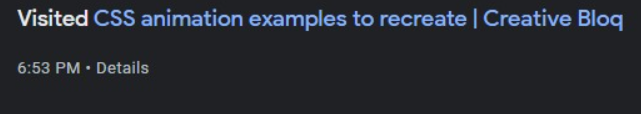 Visited CSS animation examples to recreate | Creative Bloq
6:53 PM • Details